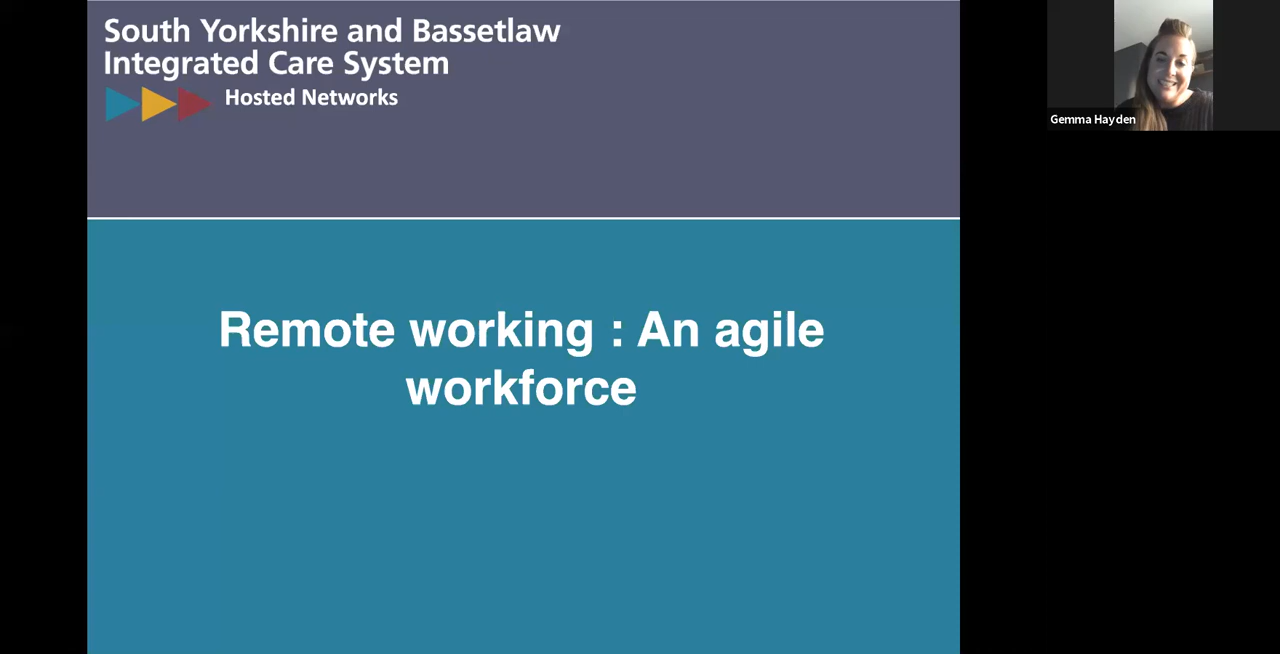 South Yorkshire and Bassetlaw
Integrated Care System
Hosted Networks
Gemma Hayden
Remote working : An agile
workforce